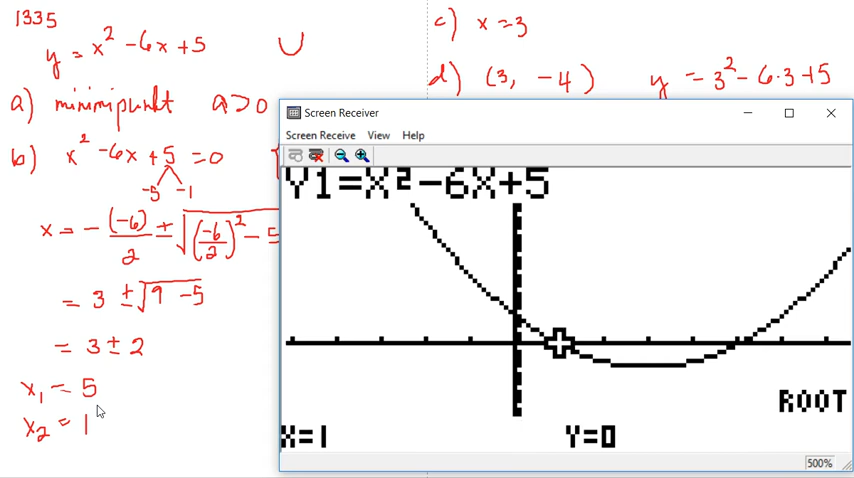 1335
y = x² - 6x + 5
a) minimipunkt a > 0
b) x² - 6x + 5 = 0
-5 -1
x = -(-6)/2 ± √((-6/2)² - 5
= 3 ± √9 - 5
= 3 ± 2
x₁ = 5
x₂ = 1
c) x = 3
d) (3, -4) y = 3² - 6·3 + 5
Screen Receiver
Screen Receive View Help
Y1=X²-6X+5
ROOT
X=1 Y=0
500%